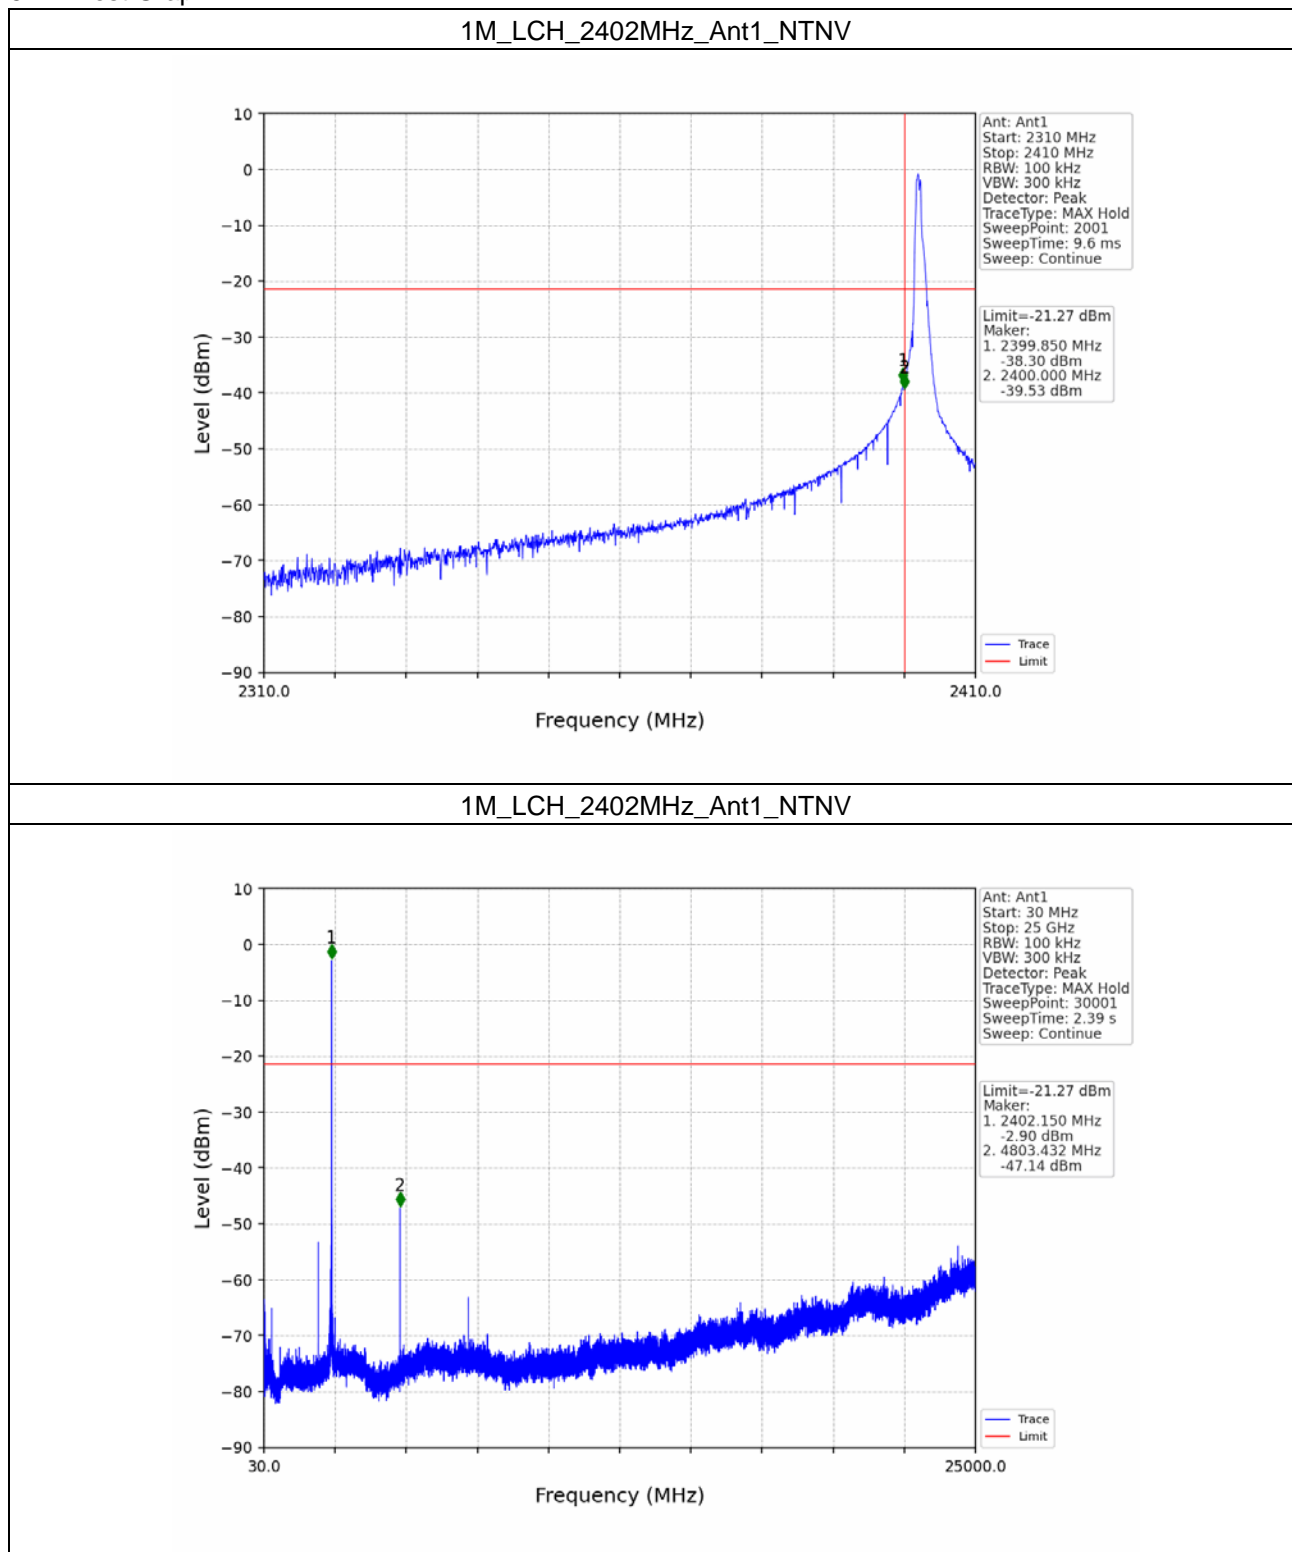 1M_LCH_2402MHz_Ant1_NTNV
10
0
−10
−20
−30
−40
−50
−60
−70
−80
−90
Level (dBm)
2310.0
2410.0
Frequency (MHz)
1
2
Ant: Ant1
Start: 2310 MHz
Stop: 2410 MHz
RBW: 100 kHz
VBW: 300 kHz
Detector: Peak
TraceType: MAX Hold
SweepPoint: 2001
SweepTime: 9.6 ms
Sweep: Continue
Limit=-21.27 dBm
Maker:
1. 2399.850 MHz
-38.30 dBm
2. 2400.000 MHz
-39.53 dBm
Trace
Limit
1M_LCH_2402MHz_Ant1_NTNV
10
0
−10
−20
−30
−40
−50
−60
−70
−80
−90
Level (dBm)
30.0
25000.0
Frequency (MHz)
1
2
Ant: Ant1
Start: 30 MHz
Stop: 25 GHz
RBW: 100 kHz
VBW: 300 kHz
Detector: Peak
TraceType: MAX Hold
SweepPoint: 30001
SweepTime: 2.39 s
Sweep: Continue
Limit=-21.27 dBm
Maker:
1. 2402.150 MHz
-2.90 dBm
2. 4803.432 MHz
-47.14 dBm
Trace
Limit